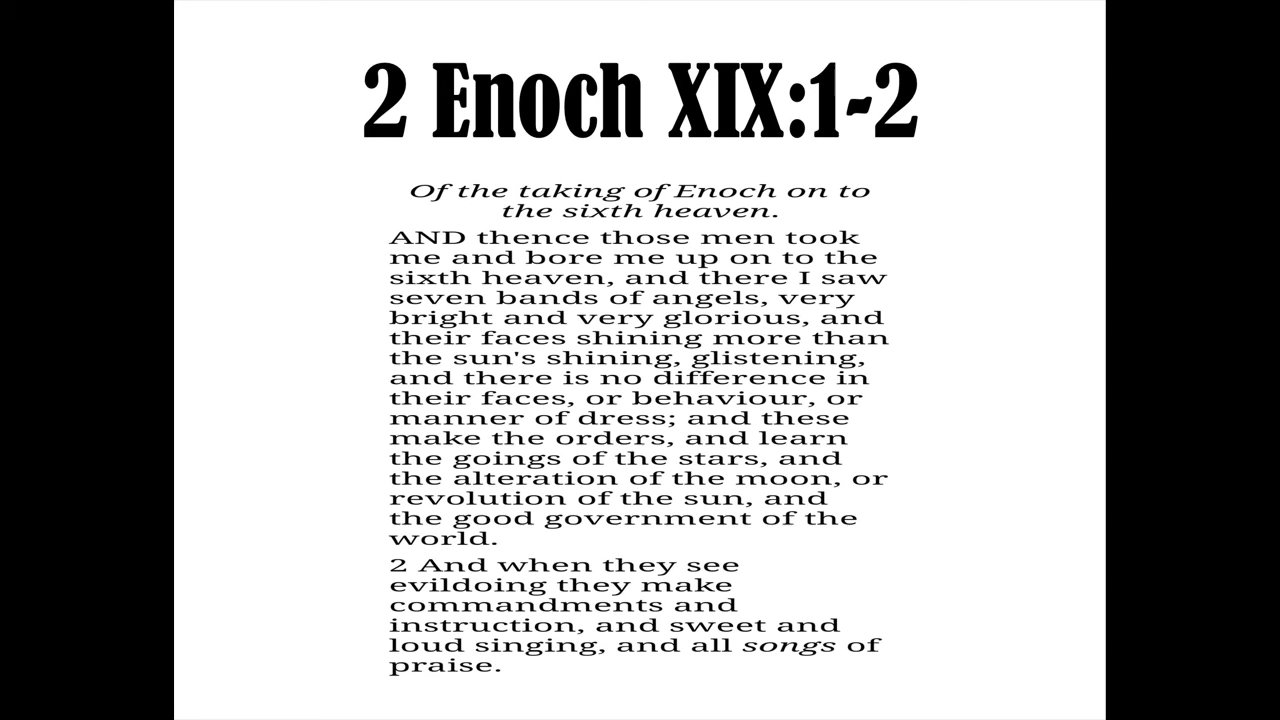 2 Enoch XIX:1-2
Of the taking of Enoch on to
the sixth heaven.
AND thence those men took
me and bore me up on to the
sixth heaven, and there I saw
seven bands of angels, very
bright and very glorious, and
their faces shining more than
the sun's shining, glistening,
and there is no difference in
their faces, or behaviour, or
manner of dress; and these
make the orders, and learn
the goings of the stars, and
the alteration of the moon, or
revolution of the sun, and
the good government of the
world.
2 And when they see
evildoing they make
commandments and
instruction, and sweet and
loud singing, and all songs of
praise.